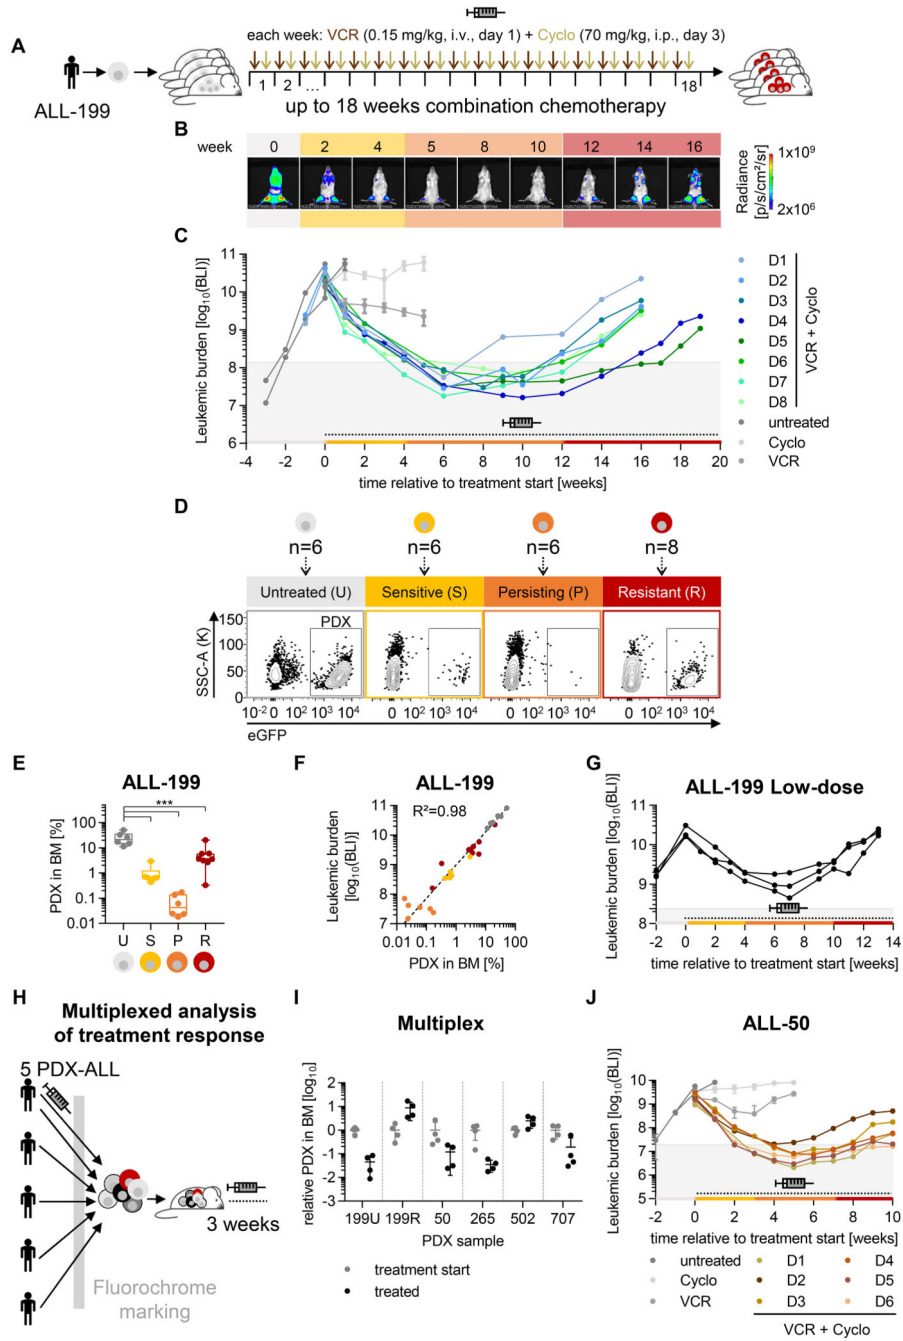 A
each week: VCR (0.15 mg/kg, i.v., day 1) + Cyclo (70 mg/kg, i.p., day 3)
ALL-199
1 2 ... 18
up to 18 weeks combination chemotherapy
B
week 0 2 4 5 8 10 12 14 16
Radiance
[p/s/cm²/sr]
1x10⁹
2x10⁶
C
Leukemic burden [log₁₀(BLI)]
11
10
9
8
7
6
-4 -2 0 2 4 6 8 10 12 14 16 18 20
time relative to treatment start [weeks]
D1
D2
D3
D4
D5
D6
D7
D8
VCR + Cyclo
untreated
Cyclo
VCR
D
n=6 n=6 n=6 n=8
Untreated (U) Sensitive (S) Persisting (P) Resistant (R)
PDX
SSC-A (K)
150
100
50
0
10⁻² 0 10² 10³ 10⁴ 0 10² 10³ 10⁴ 0 10² 10³ 10⁴ 0 10² 10³ 10⁴
eGFP
E
ALL-199
***
PDX in BM [%]
100
10
1
0.1
0.01
U S P R
F
ALL-199
R²=0.98
Leukemic burden
[log₁₀(BLI)]
11
10
9
8
7
0.01 0.1 1 10 100
PDX in BM [%]
G
ALL-199 Low-dose
Leukemic burden [log₁₀(BLI)]
11
10
9
8
-2 0 2 4 6 8 10 12 14
time relative to treatment start [weeks]
H
Multiplexed analysis
of treatment response
5 PDX-ALL
3 weeks
Fluorochrome
marking
I
Multiplex
relative PDX in BM [log₁₀]
2
1
0
-1
-2
-3
199U 199R 50 265 502 707
PDX sample
treatment start
treated
J
ALL-50
Leukemic burden [log₁₀(BLI)]
10
9
8
7
6
5
-2 0 2 4 6 8 10
time relative to treatment start [weeks]
untreated D1 D4
Cyclo D2 D5
VCR D3 D6
VCR + Cyclo